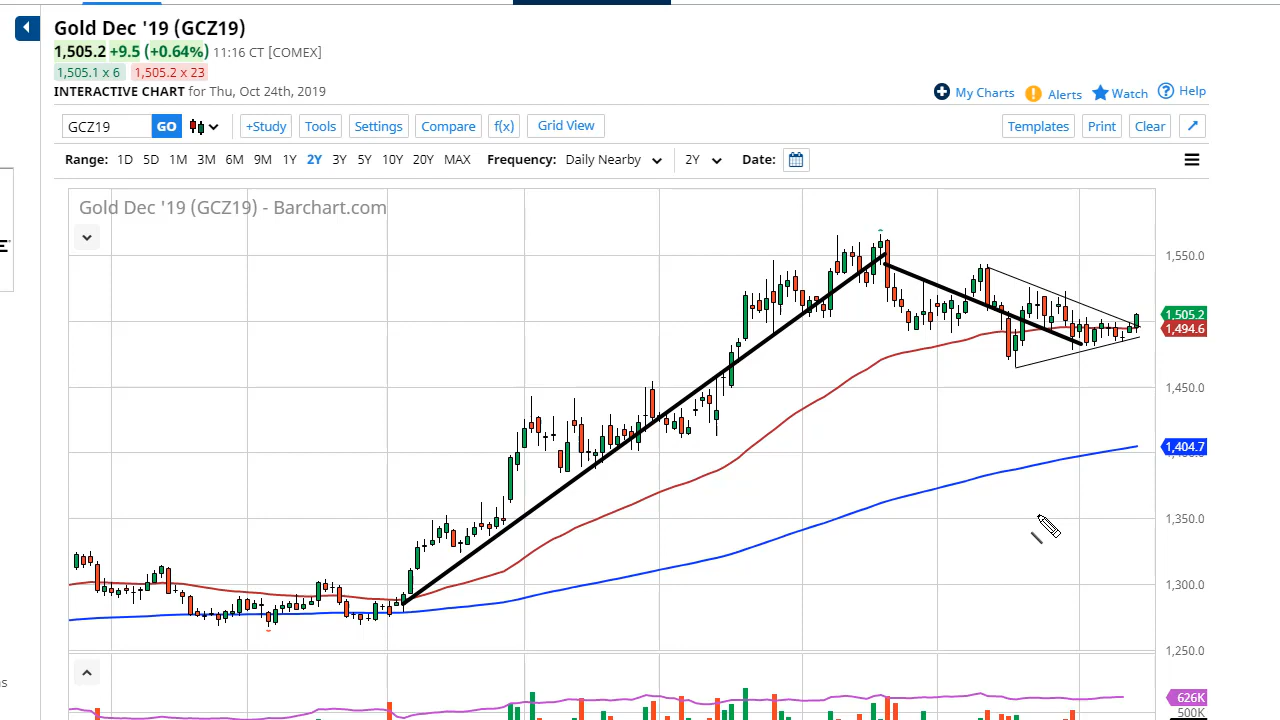 Gold Dec '19 (GCZ19)
1,505.2 +9.5 (+0.64%) 11:16 CT [COMEX]
1,505.1 x 6 1,505.2 x 23
INTERACTIVE CHART for Thu, Oct 24th, 2019
My Charts Alerts Watch Help
GCZ19 GO +Study Tools Settings Compare f(x) Grid View Templates Print Clear
Range: 1D 5D 1M 3M 6M 9M 1Y 2Y 3Y 5Y 10Y 20Y MAX Frequency: Daily Nearby 2Y Date:
Gold Dec '19 (GCZ19) - Barchart.com
1,550.0
1,505.2
1,494.6
1,450.0
1,404.7
1,350.0
1,300.0
1,250.0
626K
500K